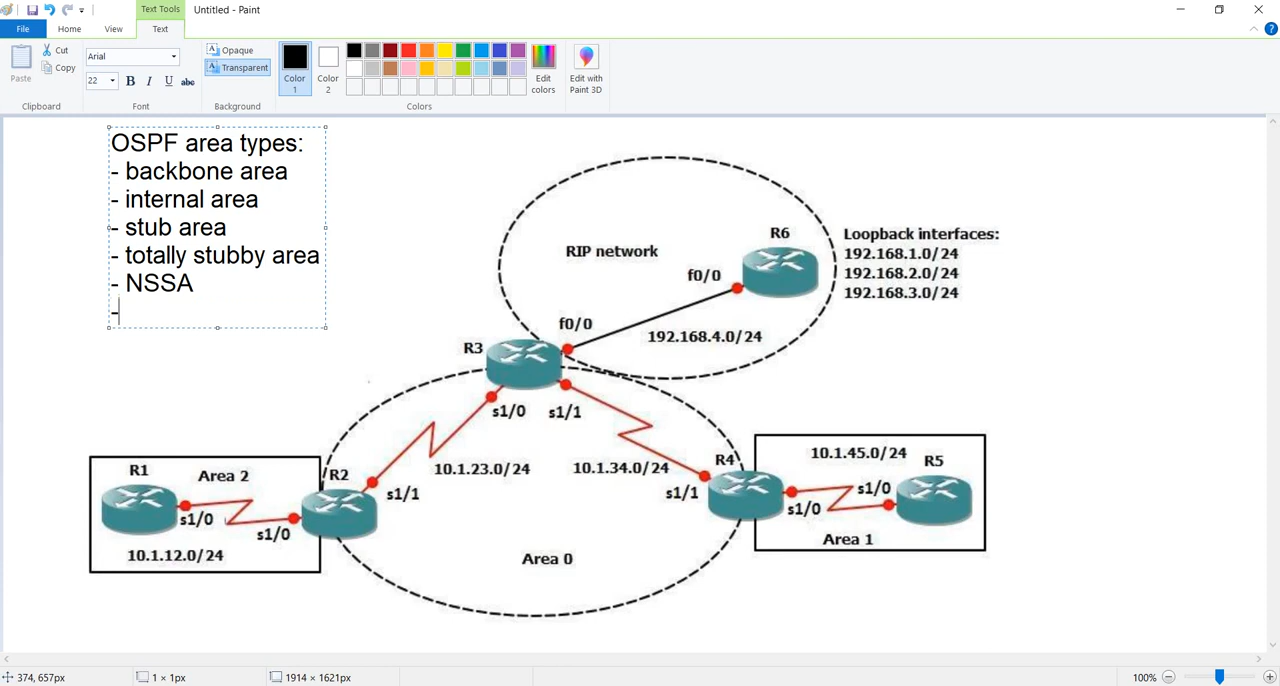 Text Tools
Untitled - Paint
File
Home
View
Text
Paste
Cut
Copy
Clipboard
Arial
22
B I U abc
Font
Opaque
Transparent
Background
Color 1
Color 2
Edit colors
Colors
Edit with Paint 3D
OSPF area types:
- backbone area
- internal area
- stub area
- totally stubby area
- NSSA
-
RIP network
R6
f0/0
Loopback interfaces:
192.168.1.0/24
192.168.2.0/24
192.168.3.0/24
f0/0
192.168.4.0/24
R3
s1/0
s1/1
10.1.23.0/24
10.1.34.0/24
R1
Area 2
R2
s1/1
s1/0
s1/0
10.1.12.0/24
R4
s1/1
10.1.45.0/24
R5
s1/0
s1/0
Area 1
Area 0
374, 657px
1 × 1px
1914 × 1621px
100%